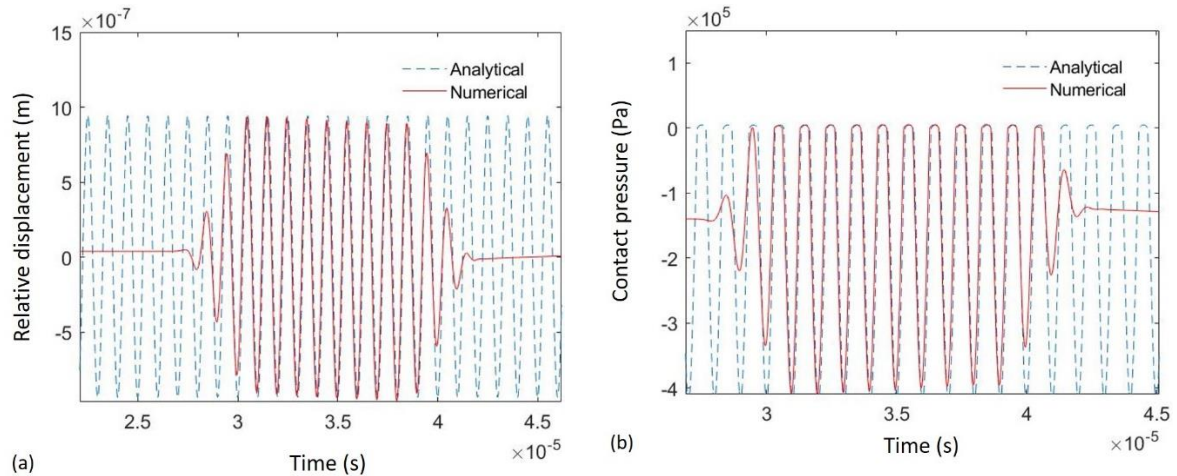 ×10⁻⁷
15
10
5
0
-5
Relative displacement (m)
Analytical
Numerical
2.5 3 3.5 4 4.5
×10⁻⁵
Time (s)
(a)
×10⁵
1
0
-1
-2
-3
-4
Contact pressure (Pa)
Analytical
Numerical
3 3.5 4 4.5
×10⁻⁵
Time (s)
(b)